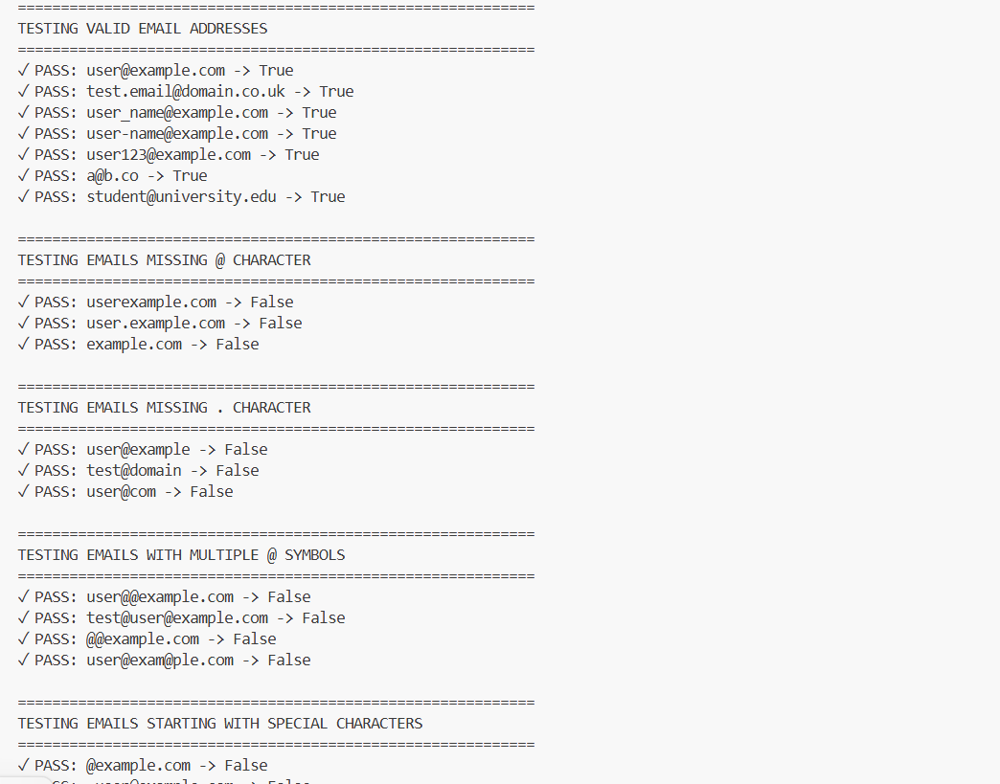 ============================================================
TESTING VALID EMAIL ADDRESSES
============================================================
✓ PASS: user@example.com -> True
✓ PASS: test.email@domain.co.uk -> True
✓ PASS: user_name@example.com -> True
✓ PASS: user-name@example.com -> True
✓ PASS: user123@example.com -> True
✓ PASS: a@b.co -> True
✓ PASS: student@university.edu -> True
============================================================
TESTING EMAILS MISSING @ CHARACTER
============================================================
✓ PASS: userexample.com -> False
✓ PASS: user.example.com -> False
✓ PASS: example.com -> False
============================================================
TESTING EMAILS MISSING . CHARACTER
============================================================
✓ PASS: user@example -> False
✓ PASS: test@domain -> False
✓ PASS: user@com -> False
============================================================
TESTING EMAILS WITH MULTIPLE @ SYMBOLS
============================================================
✓ PASS: user@@example.com -> False
✓ PASS: test@user@example.com -> False
✓ PASS: @@example.com -> False
✓ PASS: user@exam@ple.com -> False
============================================================
TESTING EMAILS STARTING WITH SPECIAL CHARACTERS
============================================================
✓ PASS: @example.com -> False